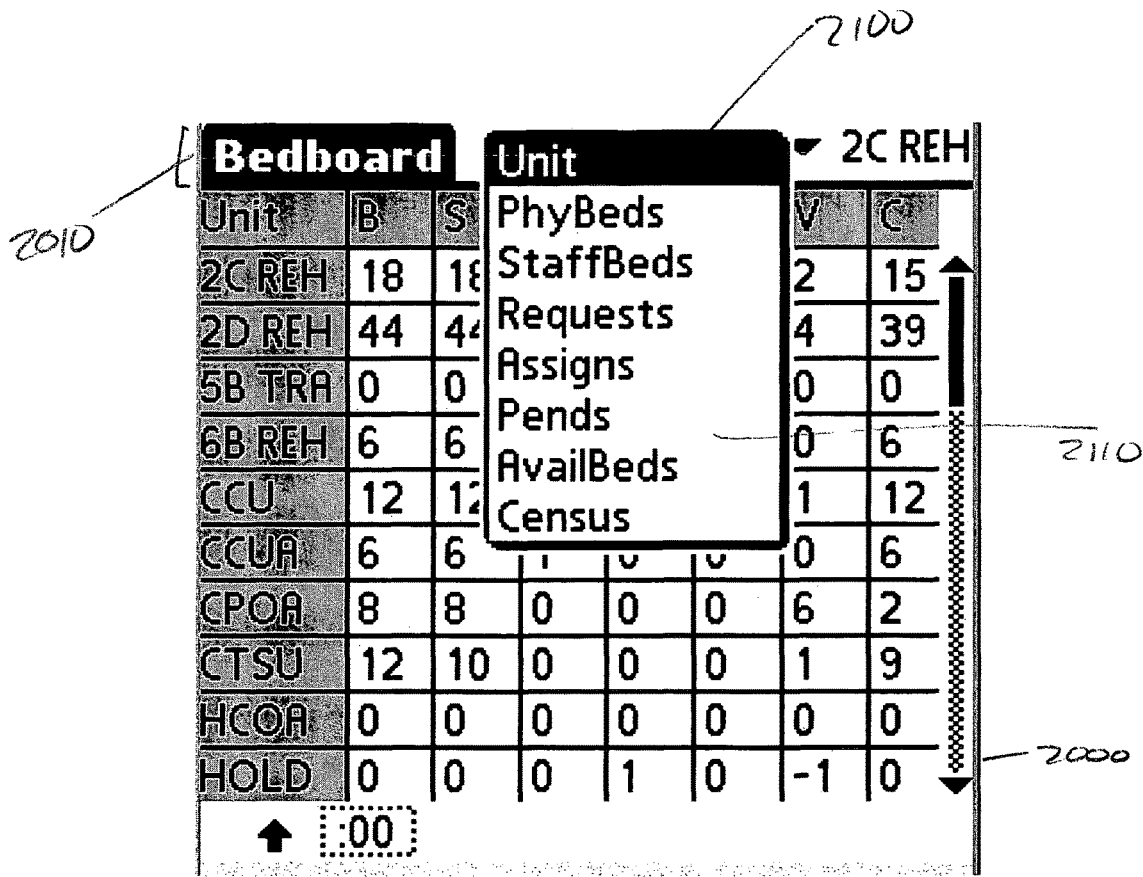 2100
Bedboard Unit 2C REH
2010
Unit B S PhyBeds V C
2C REH 18 18 StaffBeds 2 15
2D REH 44 44 Requests 4 39
5B TRA 0 0 Assigns 0 0
6B REH 6 6 Pends 0 6
2110
CCU 12 12 AvailBeds 1 12
Census
CCUA 6 6 0 6
CPOA 8 8 0 0 0 6 2
CTSU 12 10 0 0 0 1 9
HCOA 0 0 0 0 0 0 0
HOLD 0 0 0 1 0 -1 0
2000
:00